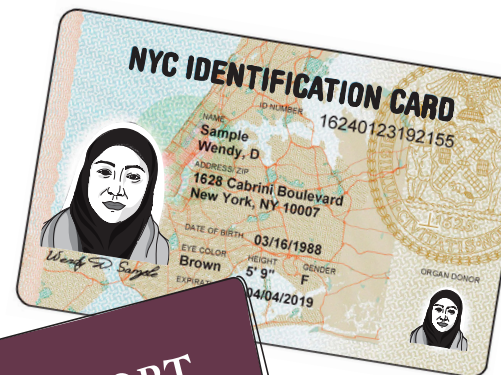 NYC IDENTIFICATION CARD
ID NUMBER
16240123192155
NAME
Sample
Wendy, D
ADDRESS/ZIP
1628 Cabrini Boulevard
New York, NY 10007
DATE OF BIRTH 03/16/1988
EYE COLOR HEIGHT GENDER
Brown 5' 9" F
04/04/2019
Wendy D. Sample
ORGAN DONOR